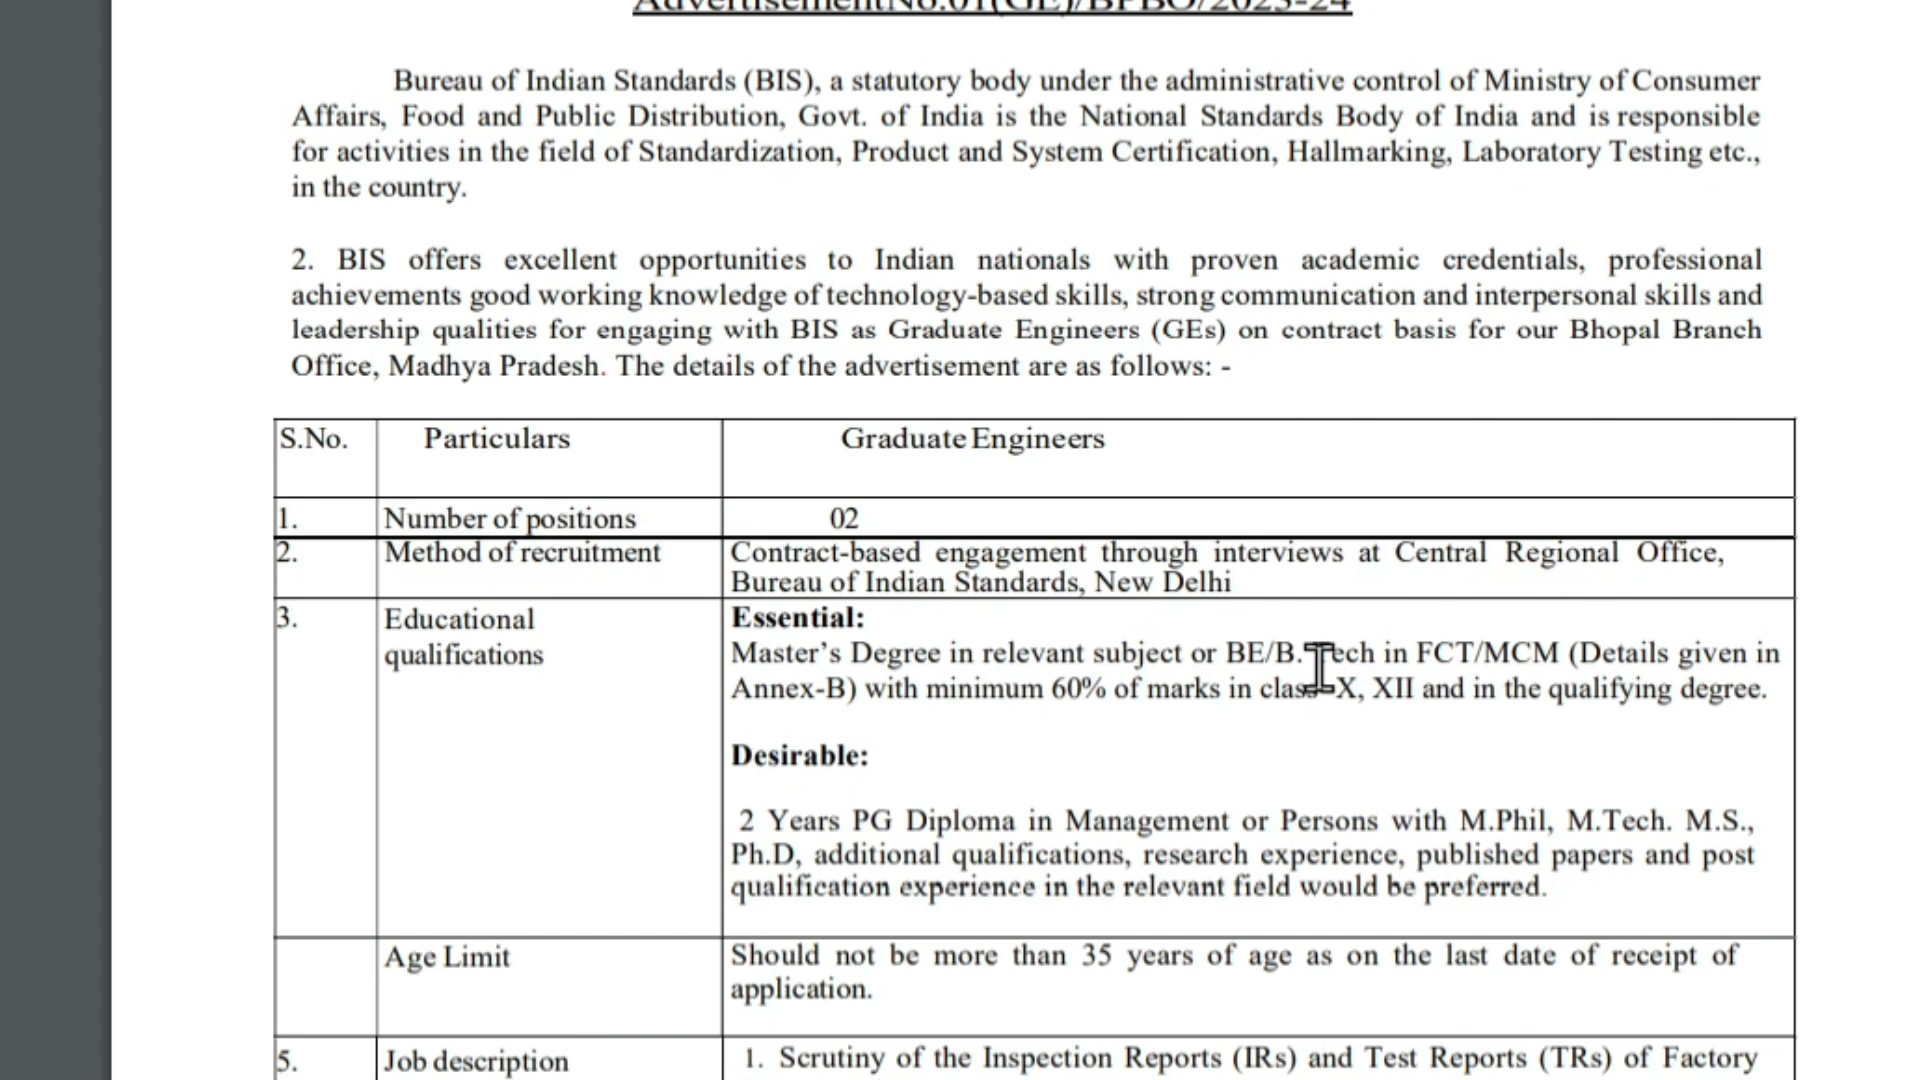 AdvertisementNo.01(GE)/BPBO/2023-24
Bureau of Indian Standards (BIS), a statutory body under the administrative control of Ministry of Consumer
Affairs, Food and Public Distribution, Govt. of India is the National Standards Body of India and is responsible
for activities in the field of Standardization, Product and System Certification, Hallmarking, Laboratory Testing etc.,
in the country.
2. BIS offers excellent opportunities to Indian nationals with proven academic credentials, professional
achievements good working knowledge of technology-based skills, strong communication and interpersonal skills and
leadership qualities for engaging with BIS as Graduate Engineers (GEs) on contract basis for our Bhopal Branch
Office, Madhya Pradesh. The details of the advertisement are as follows: -
S.No. Particulars Graduate Engineers
1. Number of positions 02
2. Method of recruitment Contract-based engagement through interviews at Central Regional Office,
Bureau of Indian Standards, New Delhi
3. Educational qualifications Essential:
Master's Degree in relevant subject or BE/B. Tech in FCT/MCM (Details given in
Annex-B) with minimum 60% of marks in class-X, XII and in the qualifying degree.
Desirable:
2 Years PG Diploma in Management or Persons with M.Phil, M.Tech. M.S.,
Ph.D, additional qualifications, research experience, published papers and post
qualification experience in the relevant field would be preferred.
Age Limit Should not be more than 35 years of age as on the last date of receipt of
application.
5. Job description 1. Scrutiny of the Inspection Reports (IRs) and Test Reports (TRs) of Factory